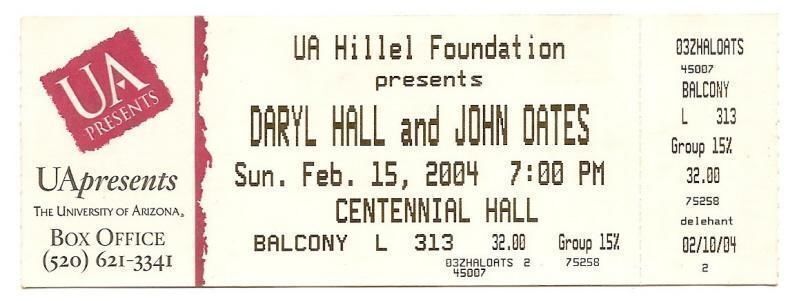 UA
PRESENTS
UApresents
THE UNIVERSITY OF ARIZONA®
BOX OFFICE
(520) 621-3341
UA Hillel Foundation
presents
DARYL HALL and JOHN OATES
Sun. Feb. 15, 2004 7:00 PM
CENTENNIAL HALL
BALCONY L 313 32.00 Group 15%
03ZHALOATS 2 75258
45007
03ZHALOATS
45007
BALCONY
L 313
Group 15%
32.00
75258
delehant
02/10/04
2